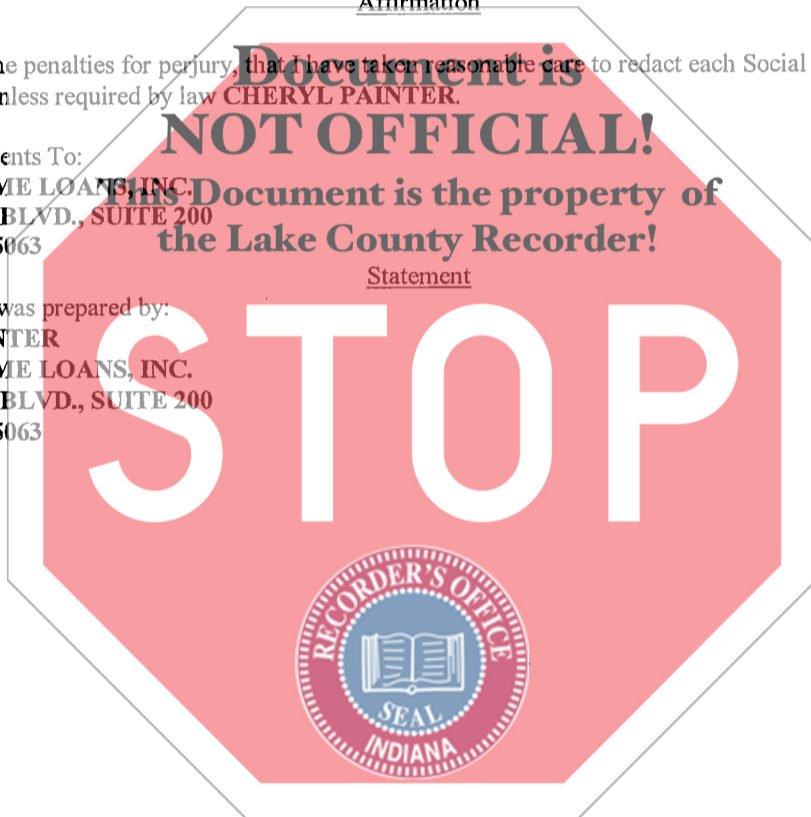 Affirmation
e penalties for perjury, that I have taken reasonable care to redact each Social
nless required by law CHERYL PAINTER.
Document is
NOT OFFICIAL!
ents To:
ME LOANS, INC.
This Document is the property of
BLVD., SUITE 200
the Lake County Recorder!
5063
Statement
was prepared by:
NTER
ME LOANS, INC.
BLVD., SUITE 200
5063
STOP
RECORDER'S OFFICE
SEAL
INDIANA